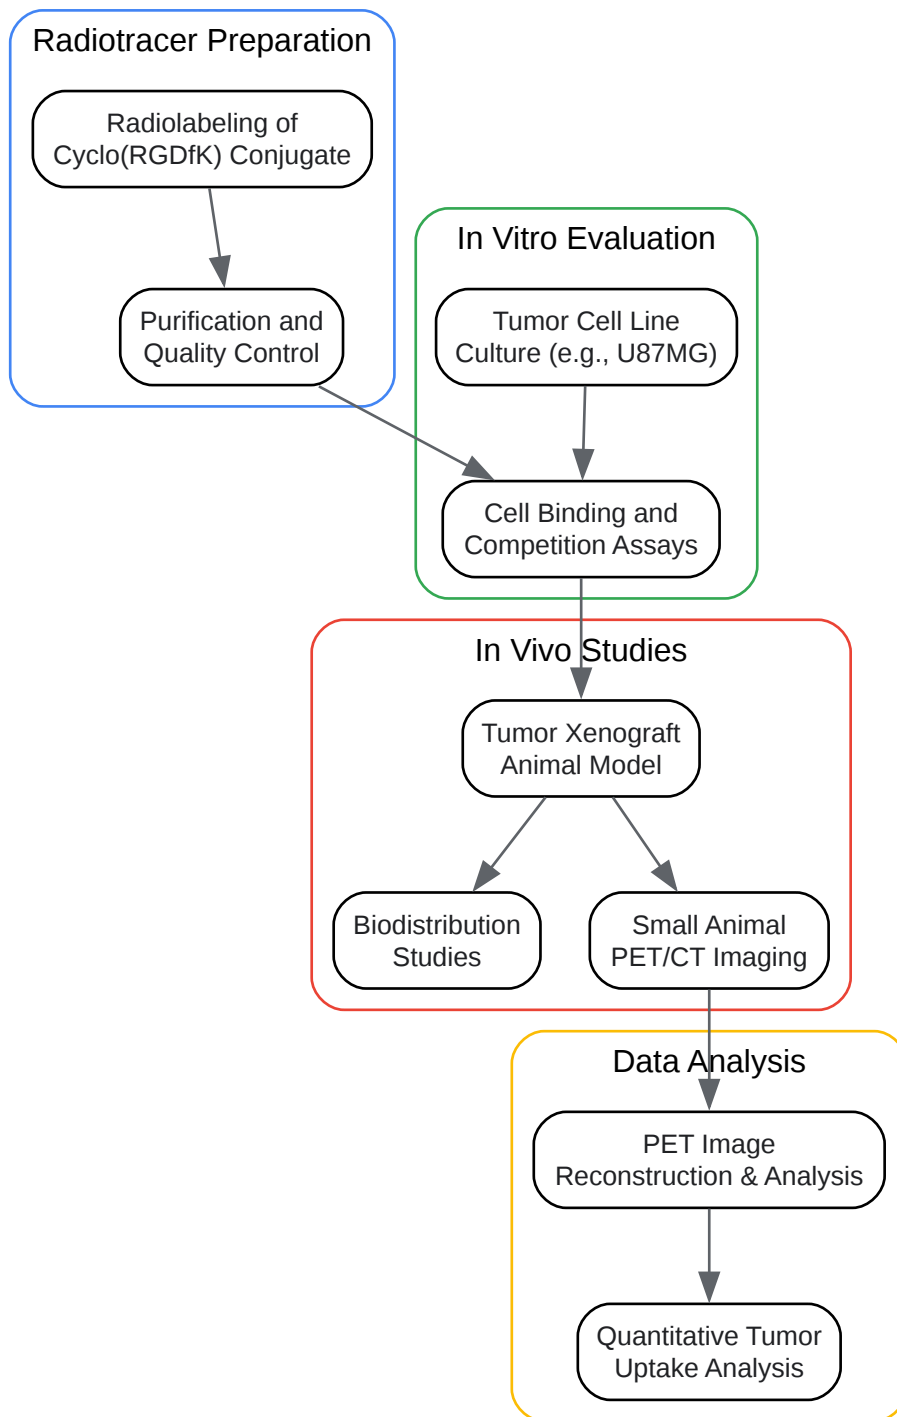 Radiotracer Preparation
Radiolabeling of
Cyclo(RGDfK) Conjugate
Purification and
Quality Control
In Vitro Evaluation
Tumor Cell Line
Culture (e.g., U87MG)
Cell Binding and
Competition Assays
In Vivo Studies
Tumor Xenograft
Animal Model
Biodistribution
Studies
Small Animal
PET/CT Imaging
Data Analysis
PET Image
Reconstruction & Analysis
Quantitative Tumor
Uptake Analysis